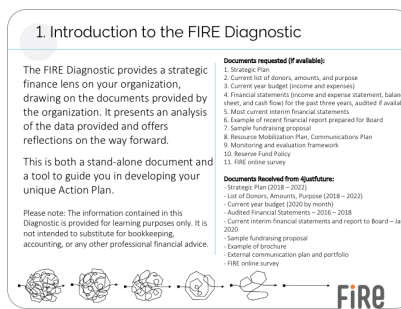 1. Introduction to the FIRE Diagnostic
The FIRE Diagnostic provides a strategic
finance lens on your organization,
drawing on the documents provided by
the organization. It presents an analysis
of the data provided and offers
reflections on the way forward.
This is both a stand-alone document and
a tool to guide you in developing your
unique Action Plan.
Please note: The information contained in this
Diagnostic is provided for learning purposes only. It is
not intended to substitute for bookkeeping,
accounting, or any other professional financial advice.
Documents requested (if available):
1. Strategic Plan
2. Current list of donors, amounts, and purpose
3. Current year budget (income and expenses)
4. Financial statements (income and expense statement, balan
sheet, and cash flow) for the past three years, audited if availa
5. Most current interim financial statements
6. Example of recent financial report prepared for Board
7. Sample fundraising proposal
8. Resource Mobilization Plan, Communications Plan
9. Monitoring and evaluation framework
10. Reserve Fund Policy
11. FIRE online survey
Documents Received from 4justfuture:
- Strategic Plan (2018 – 2022)
- List of Donors, Amounts, Purpose (2018 – 2022)
- Current year budget (2020 by month)
- Audited Financial Statements – 2016 – 2018
- Current interim financial statements and report to Board – Ja
2020
- Sample fundraising proposal
- Example of brochure
- External communication plan and portfolio
- FIRE online survey
FIRE